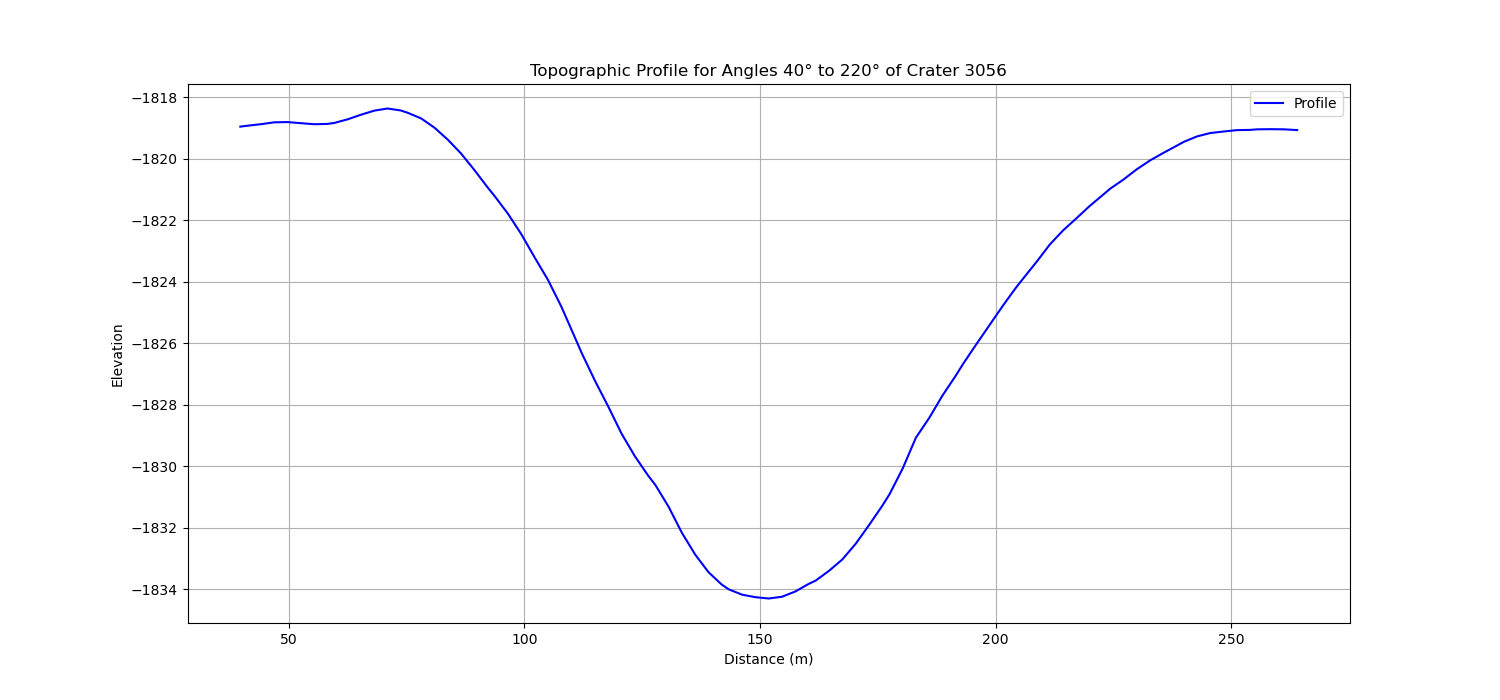 Topographic Profile for Angles 40° to 220° of Crater 3056
Profile
−1818
−1820
−1822
−1824
−1826
−1828
−1830
−1832
−1834
Elevation
50 100 150 200 250
Distance (m)